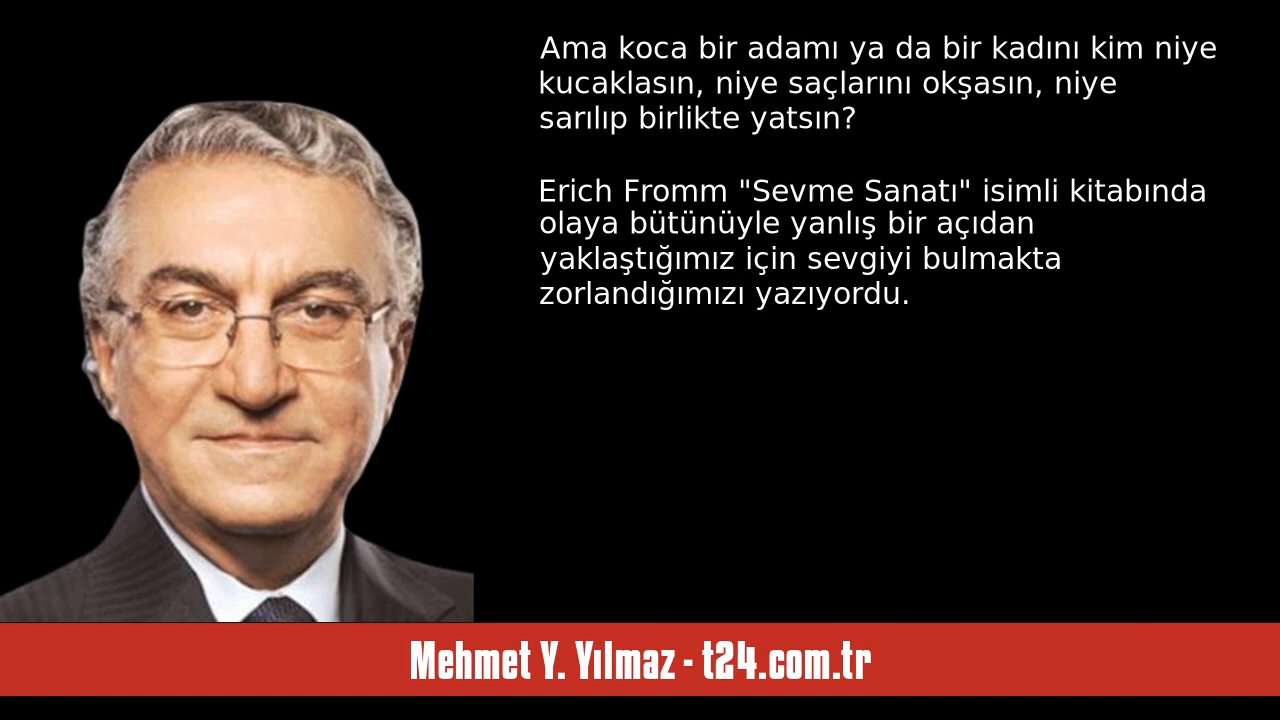 Ama koca bir adamı ya da bir kadını kim niye
kucaklasın, niye saçlarını okşasın, niye
sarılıp birlikte yatsın?
Erich Fromm "Sevme Sanatı" isimli kitabında
olaya bütünüyle yanlış bir açıdan
yaklaştığımız için sevgiyi bulmakta
zorlandığımızı yazıyordu.
Mehmet Y. Yılmaz - t24.com.tr